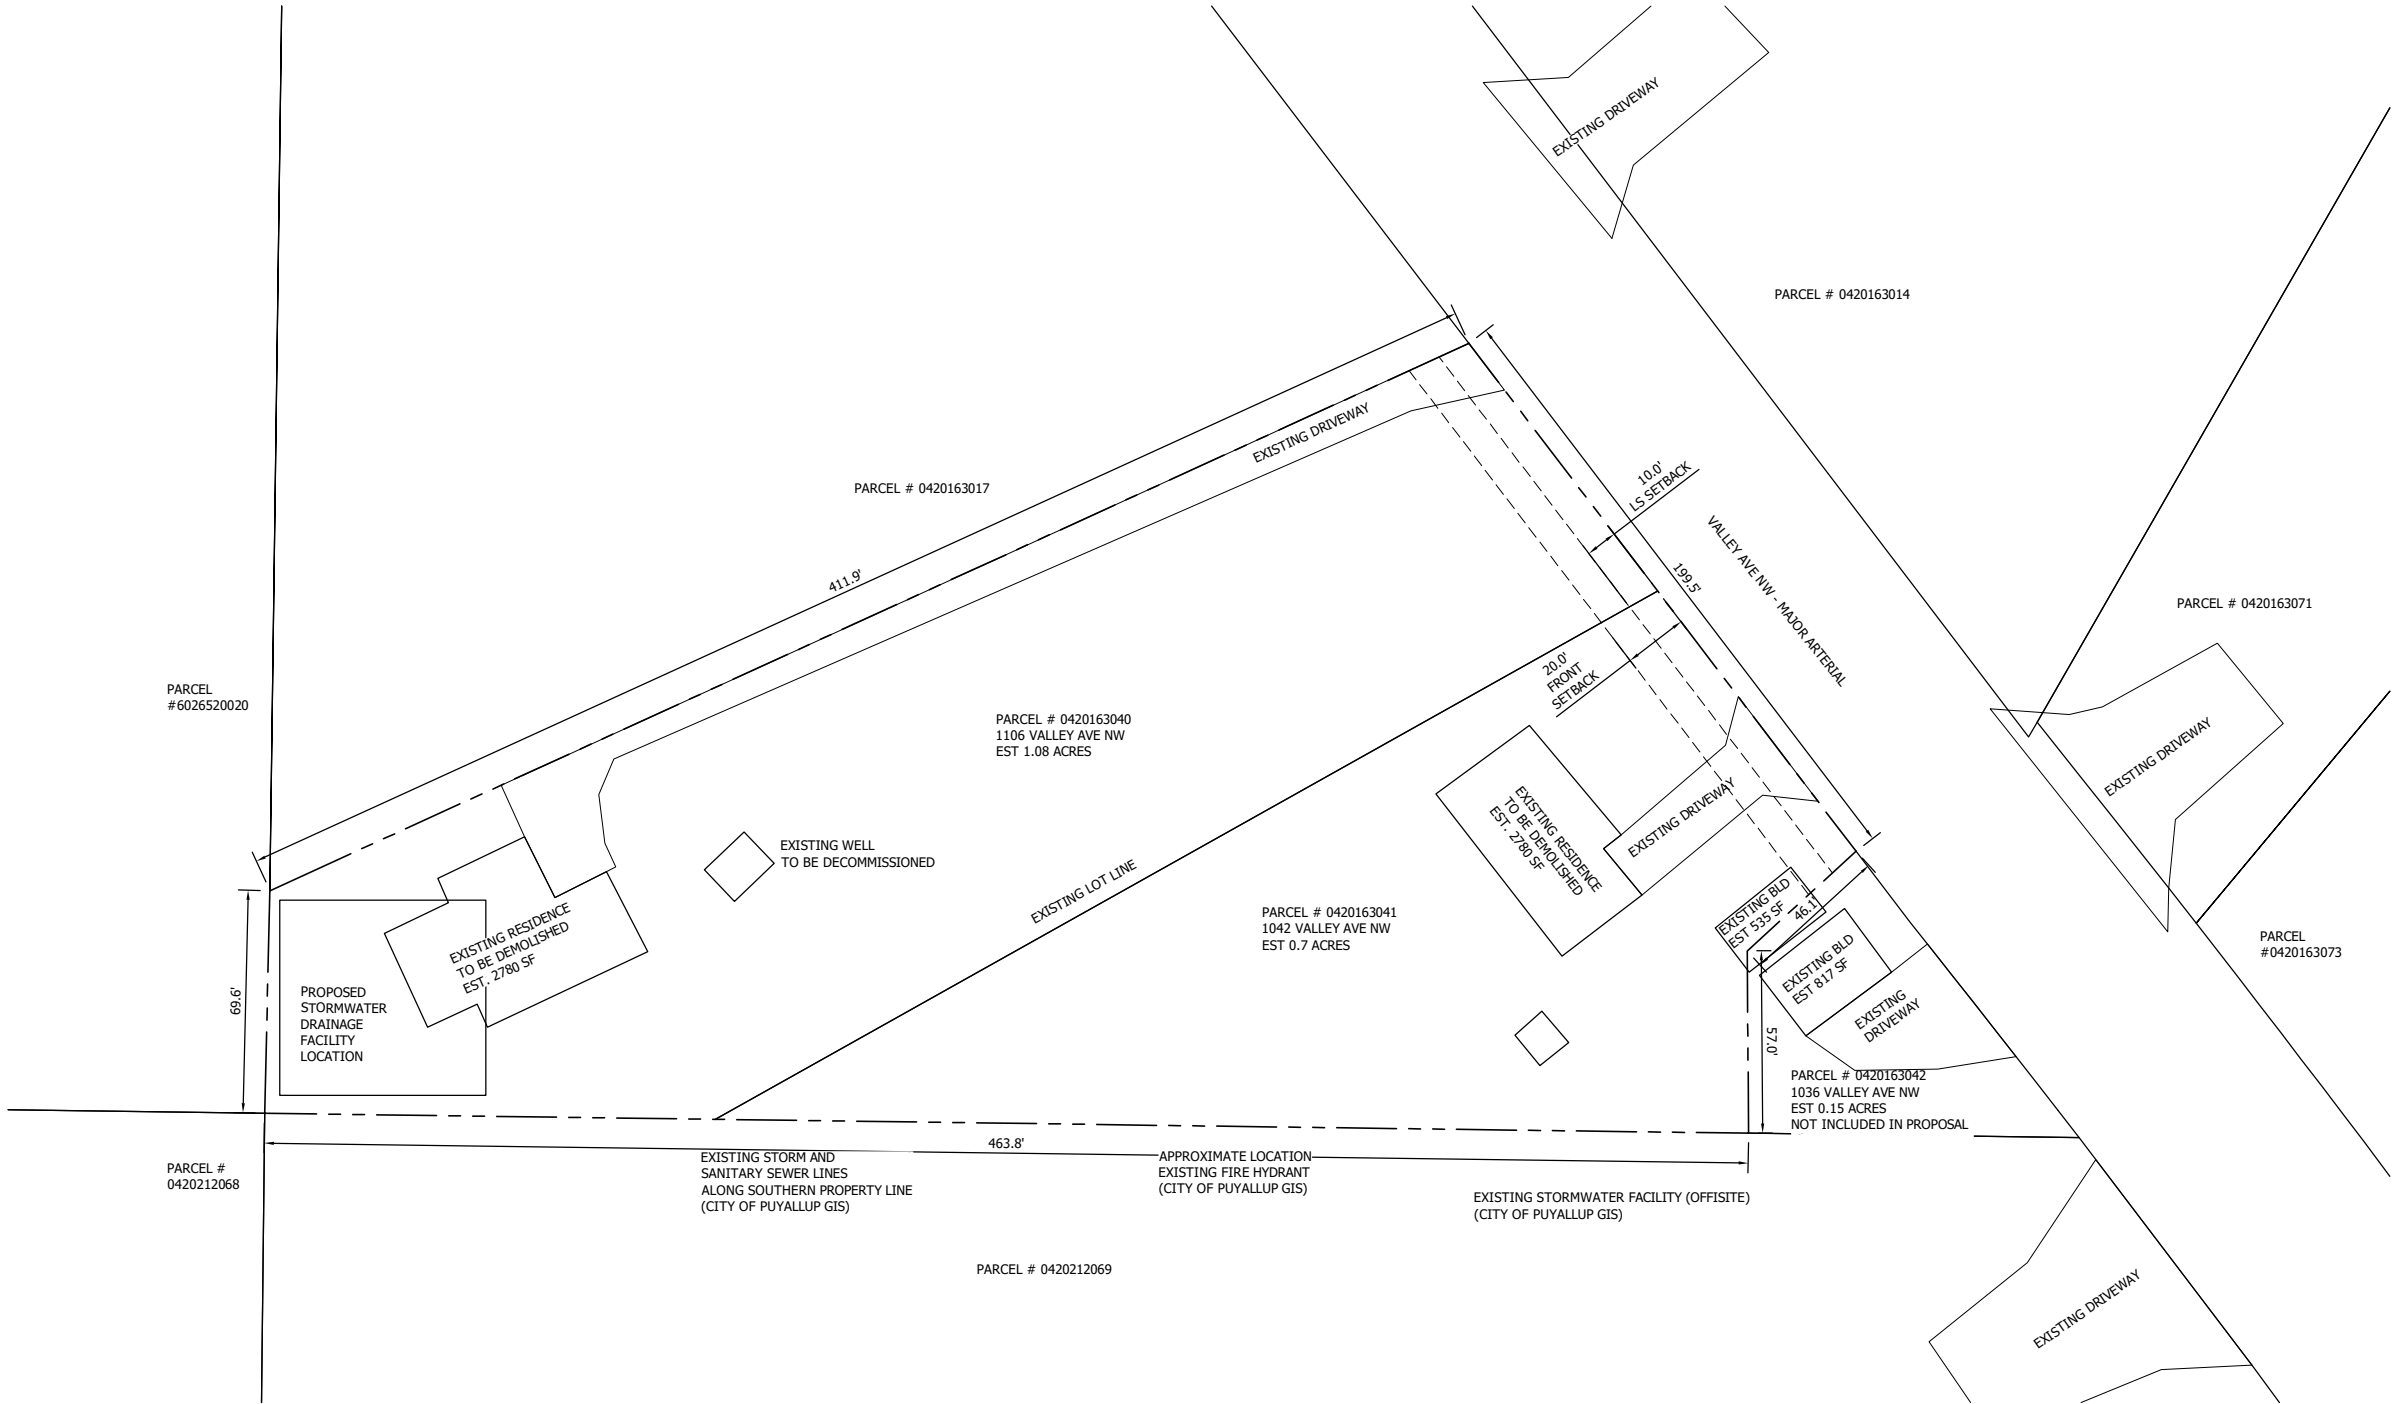 EXISTING DRIVEWAY
PARCEL # 0420163014
EXISTING DRIVEWAY
10.0'
LS SETBACK
PARCEL # 0420163017
VALLEY AVE NW - MAJOR ARTERIAL
411.9'
199.5'
PARCEL # 0420163071
20.0'
FRONT
SETBACK
PARCEL
#6026520020
PARCEL # 0420163040
1106 VALLEY AVE NW
EST 1.08 ACRES
EXISTING DRIVEWAY
EXISTING WELL
TO BE DECOMMISSIONED
EXISTING RESIDENCE
TO BE DEMOLISHED
EST. 2780 SF
EXISTING DRIVEWAY
EXISTING LOT LINE
PARCEL # 0420163041
1042 VALLEY AVE NW
EST 0.7 ACRES
EXISTING BLD
EST 535 SF
46.1'
EXISTING RESIDENCE
TO BE DEMOLISHED
EST. 2780 SF
EXISTING BLD
EST 817 SF
PARCEL
#0420163073
69.6'
PROPOSED
STORMWATER
DRAINAGE
FACILITY
LOCATION
EXISTING
DRIVEWAY
57.0'
PARCEL # 0420163042
1036 VALLEY AVE NW
EST 0.15 ACRES
NOT INCLUDED IN PROPOSAL
463.8'
PARCEL #
0420212068
EXISTING STORM AND
SANITARY SEWER LINES
ALONG SOUTHERN PROPERTY LINE
(CITY OF PUYALLUP GIS)
APPROXIMATE LOCATION
EXISTING FIRE HYDRANT
(CITY OF PUYALLUP GIS)
EXISTING STORMWATER FACILITY (OFFISITE)
(CITY OF PUYALLUP GIS)
PARCEL # 0420212069
EXISTING DRIVEWAY